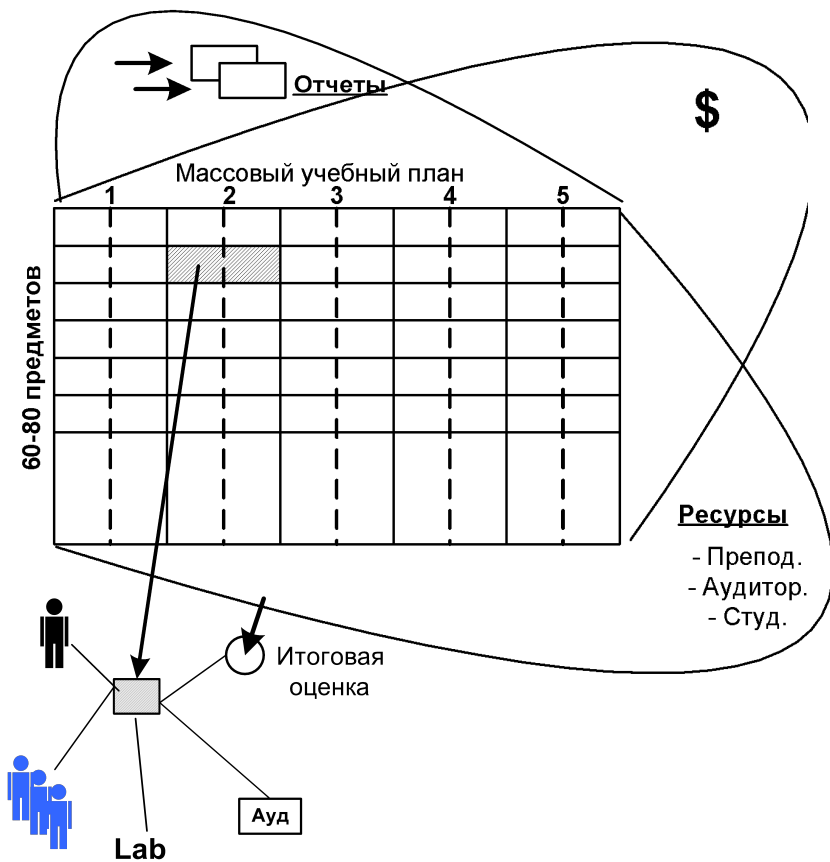 Отчеты
$
Массовый учебный план
1 2 3 4 5
60-80 предметов
Ресурсы
- Препод.
- Аудитор.
- Студ.
Итоговая
оценка
Ауд
Lab